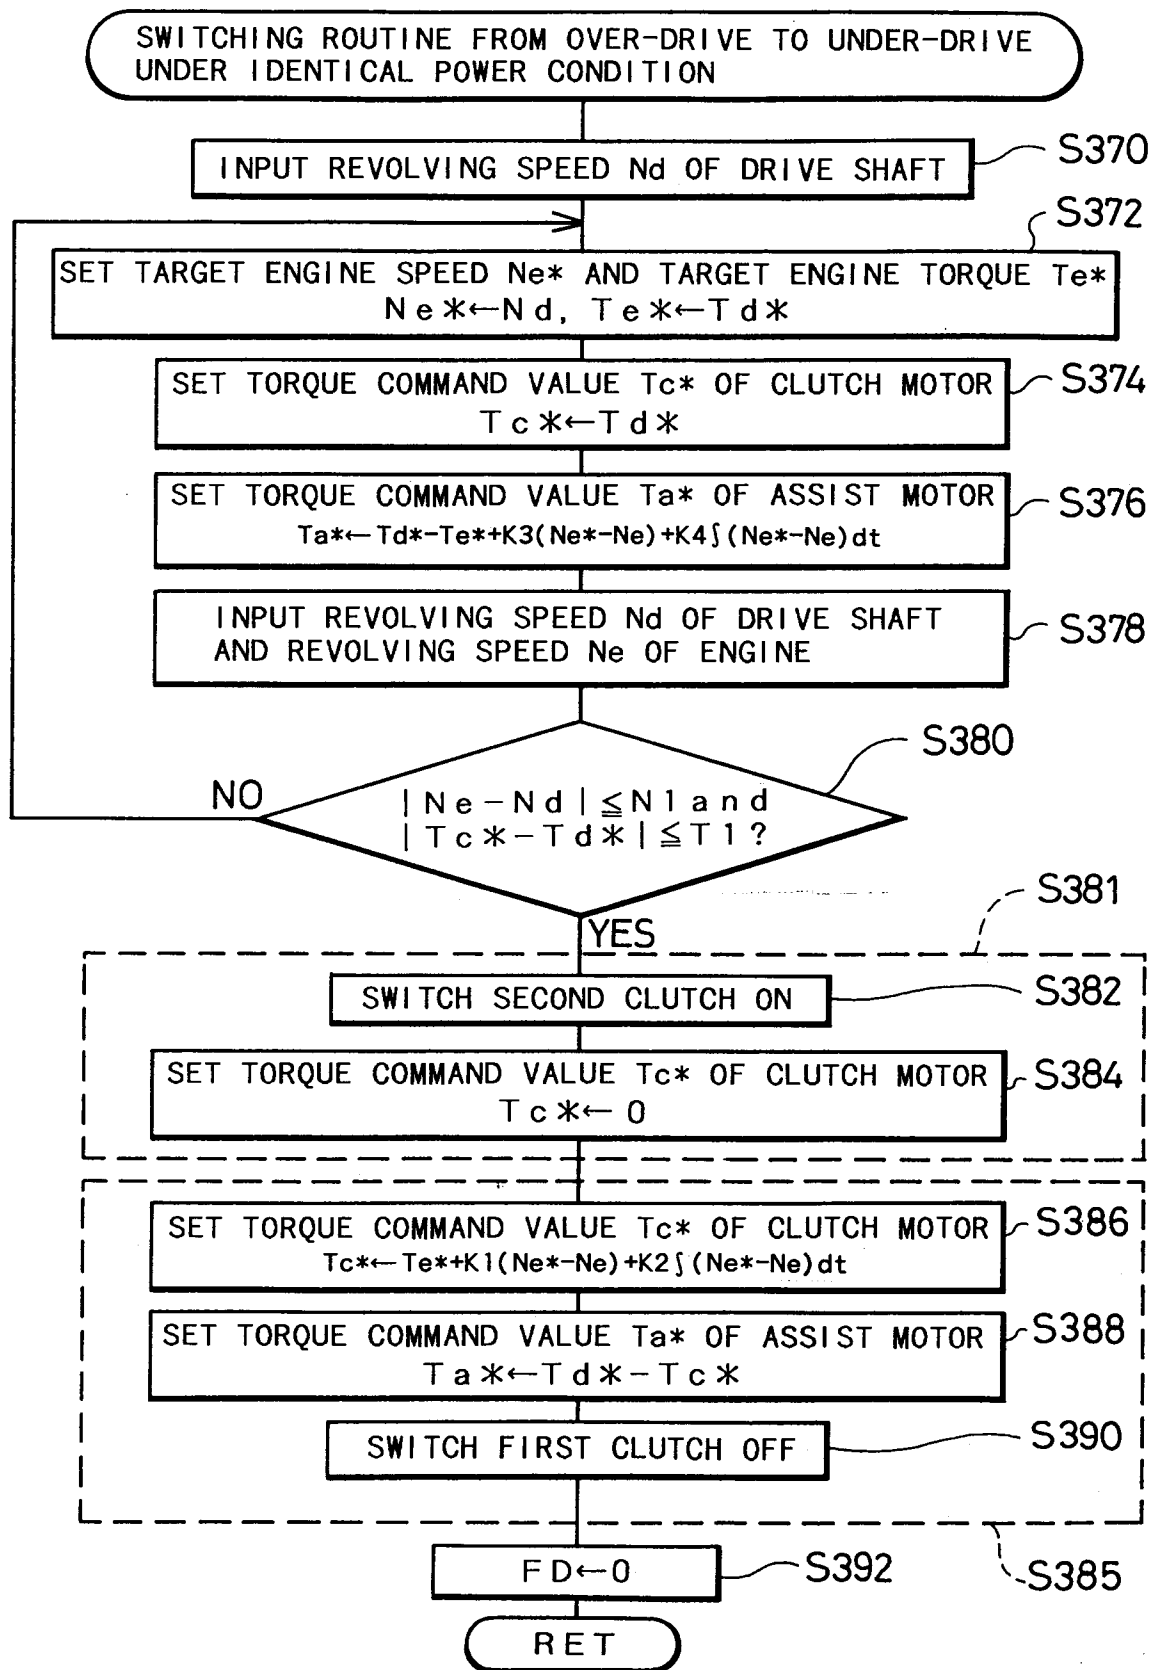 SWITCHING ROUTINE FROM OVER-DRIVE TO UNDER-DRIVE
UNDER IDENTICAL POWER CONDITION
INPUT REVOLVING SPEED Nd OF DRIVE SHAFT
S370
S372
SET TARGET ENGINE SPEED Ne* AND TARGET ENGINE TORQUE Te*
Ne*←Nd, Te*←Td*
SET TORQUE COMMAND VALUE Tc* OF CLUTCH MOTOR
Tc*←Td*
S374
SET TORQUE COMMAND VALUE Ta* OF ASSIST MOTOR
Ta*←Td*-Te*+K3(Ne*-Ne)+K4∫(Ne*-Ne)dt
S376
INPUT REVOLVING SPEED Nd OF DRIVE SHAFT
AND REVOLVING SPEED Ne OF ENGINE
S378
S380
NO
|Ne-Nd|≦N1and
|Tc*-Td*|≦T1?
YES
S381
SWITCH SECOND CLUTCH ON
S382
SET TORQUE COMMAND VALUE Tc* OF CLUTCH MOTOR
Tc*←0
S384
SET TORQUE COMMAND VALUE Tc* OF CLUTCH MOTOR
Tc*←Te*+K1(Ne*-Ne)+K2∫(Ne*-Ne)dt
S386
SET TORQUE COMMAND VALUE Ta* OF ASSIST MOTOR
Ta*←Td*-Tc*
S388
SWITCH FIRST CLUTCH OFF
S390
FD←0
S392
S385
RET